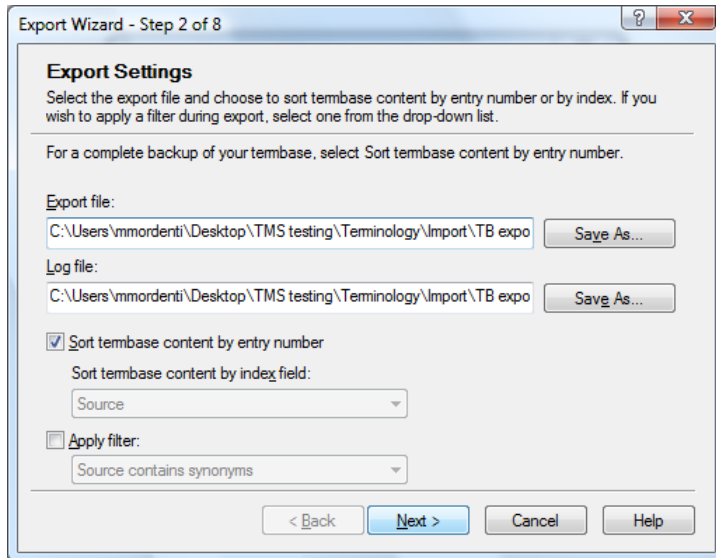 Export Wizard - Step 2 of 8
Export Settings
Select the export file and choose to sort termbase content by entry number or by index. If you
wish to apply a filter during export, select one from the drop-down list.
For a complete backup of your termbase, select Sort termbase content by entry number.
Export file:
C:\Users\mmordenti\Desktop\TMS testing\Terminology\Import\TB expo
Save As...
Log file:
C:\Users\mmordenti\Desktop\TMS testing\Terminology\Import\TB expo
Save As...
Sort termbase content by entry number
Sort termbase content by index field:
Source
Apply filter:
Source contains synonyms
< Back Next > Cancel Help